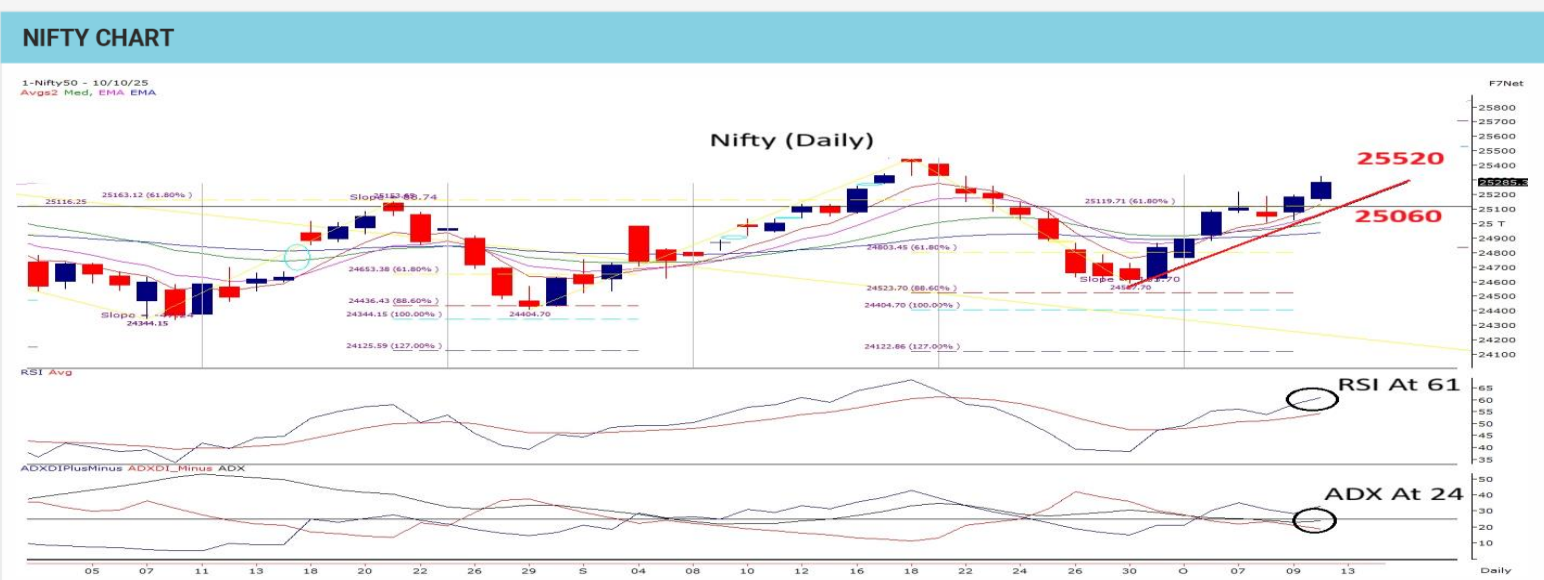 NIFTY CHART
1-Nifty50 - 10/10/25
F7Net
Avgs2 Med, EMA EMA
Nifty (Daily)
25520
25060
25163.12 (61.80% )
25116.25
25119.71 (61.80% )
24803.45 (61.80% )
24653.38 (61.80% )
24523.70 (88.60% )
24436.43 (88.60% )
24404.70 (100.00% )
24344.15 (100.00% )
24404.70
24344.15
24125.59 (127.00% )
24122.86 (127.00% )
25800
25700
25600
25500
25400
25200
25100
25 T
24900
24800
24700
24600
24500
24400
24300
24200
24100
RSI Avg
RSI At 61
65
60
55
50
45
40
35
ADXDIPlusMinus ADXDI_Minus ADX
ADX At 24
50
40
30
20
10
05 07 11 13 18 20 22 26 29 S 04 08 10 12 16 18 22 24 26 30 O 07 09 13 Daily